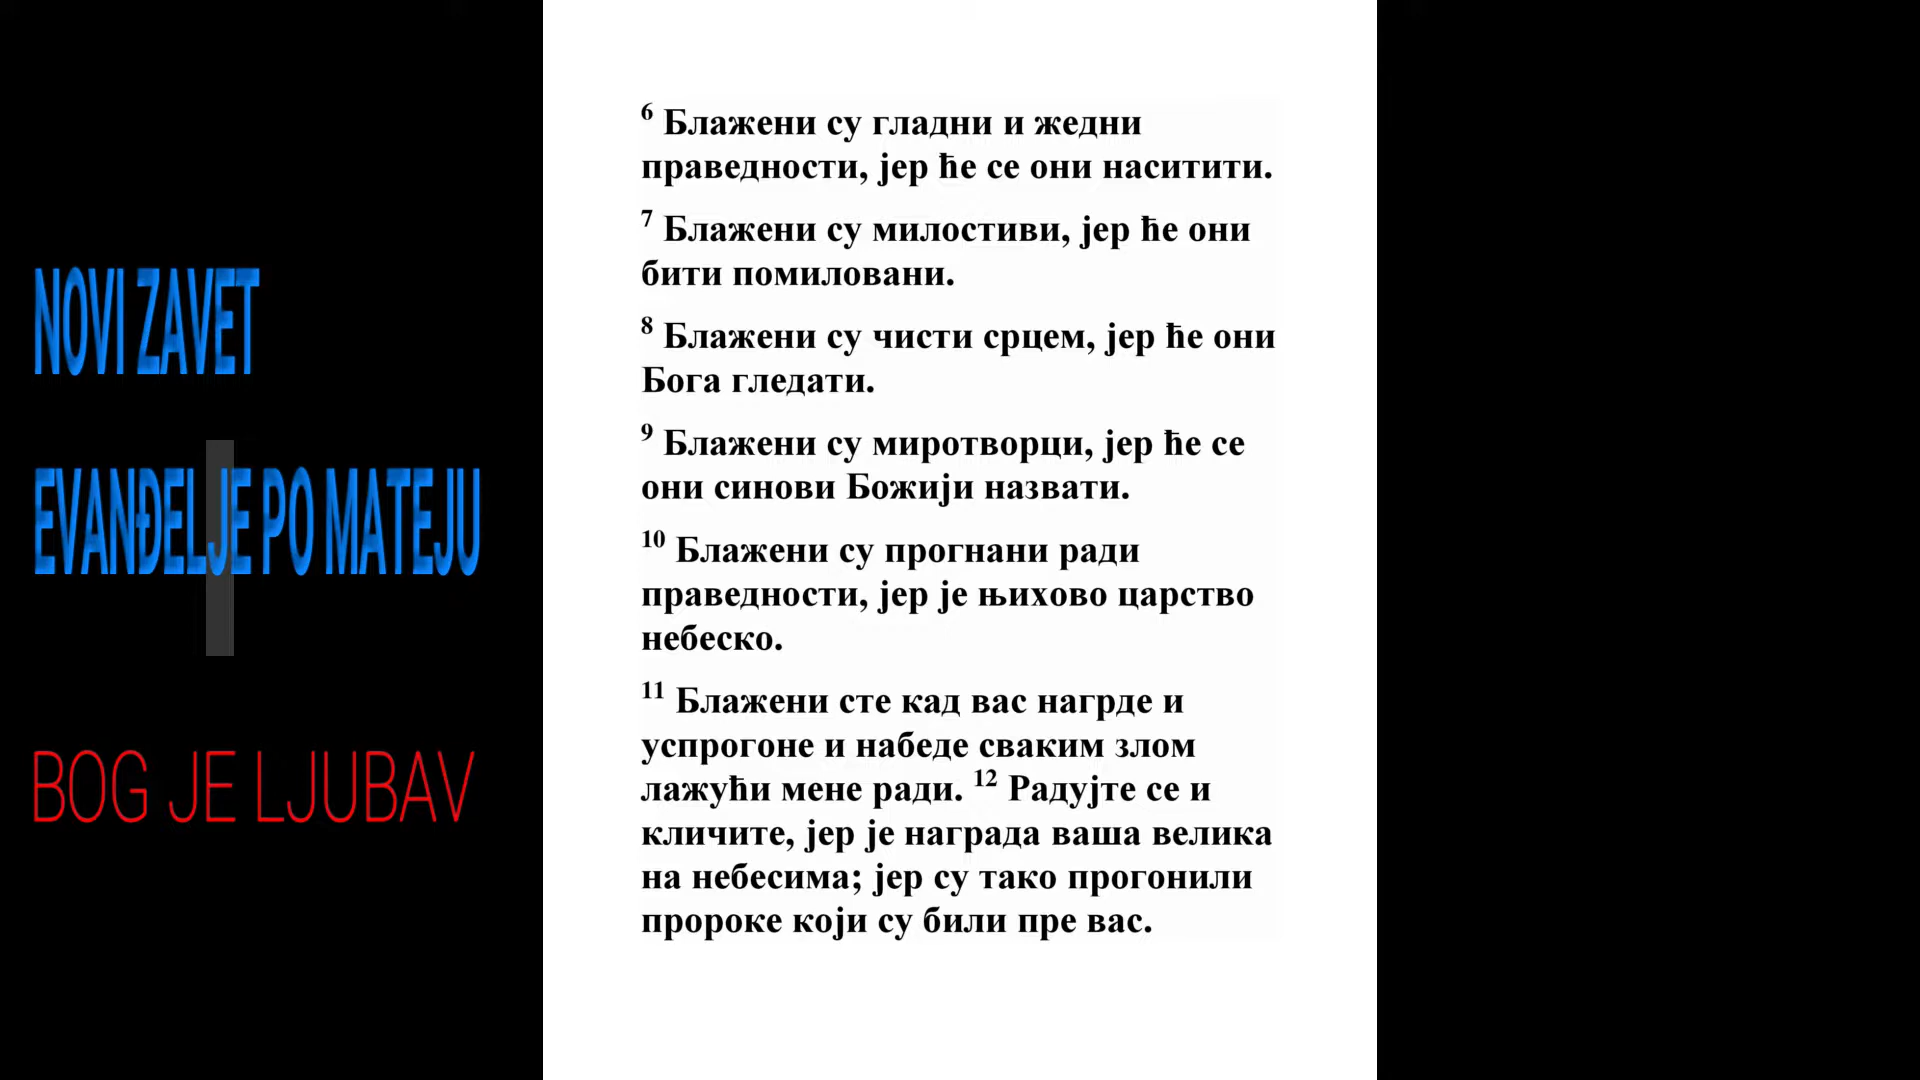 NOVI ZAVET
EVANĐELJE PO MATEJU
BOG JE LJUBAV
6 Блажени су гладни и жедни
праведности, јер ће се они наситити.
7 Блажени су милостиви, јер ће они
бити помиловани.
8 Блажени су чисти срцем, јер ће они
Бога гледати.
9 Блажени су миротворци, јер ће се
они синови Божији назвати.
10 Блажени су прогнани ради
праведности, јер је њихово царство
небеско.
11 Блажени сте кад вас нагрде и
успрогоне и набеде сваким злом
лажући мене ради. 12 Радујте се и
кличите, јер је награда ваша велика
на небесима; јер су тако прогонили
пророке који су били пре вас.